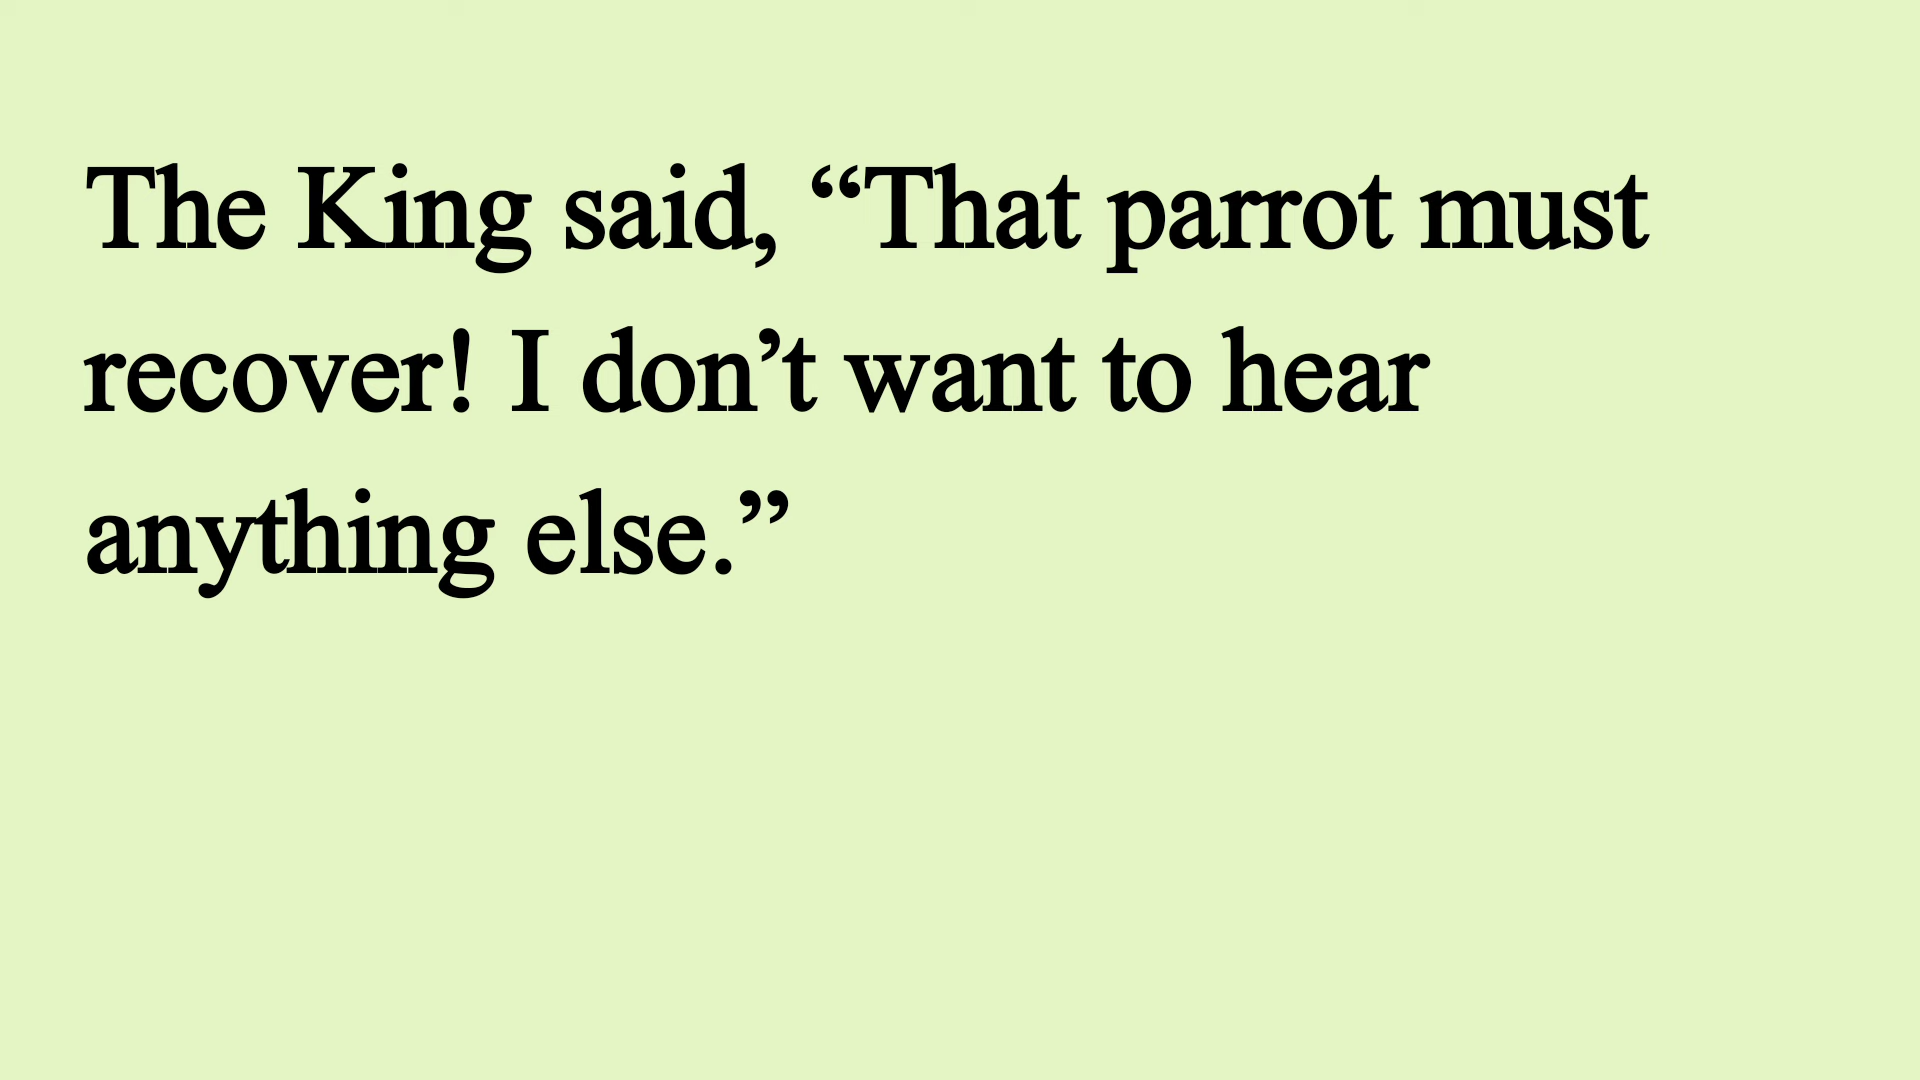 The King said, “That parrot must
recover! I don’t want to hear
anything else.”